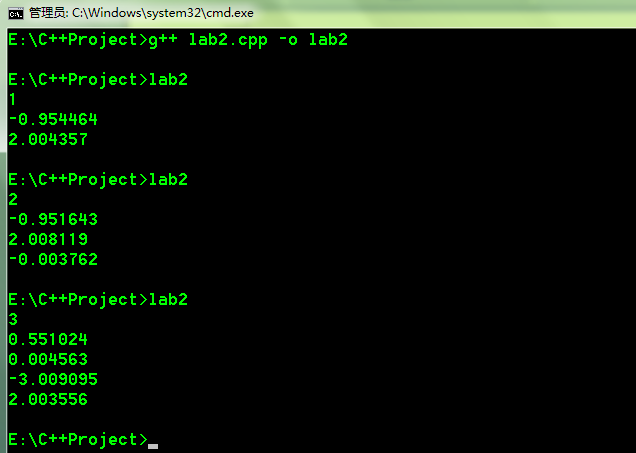 管理员: C:\Windows\system32\cmd.exe
E:\C++Project>g++ lab2.cpp -o lab2
E:\C++Project>lab2
1
-0.954464
2.004357
E:\C++Project>lab2
2
-0.951643
2.008119
-0.003762
E:\C++Project>lab2
3
0.551024
0.004563
-3.009095
2.003556
E:\C++Project>